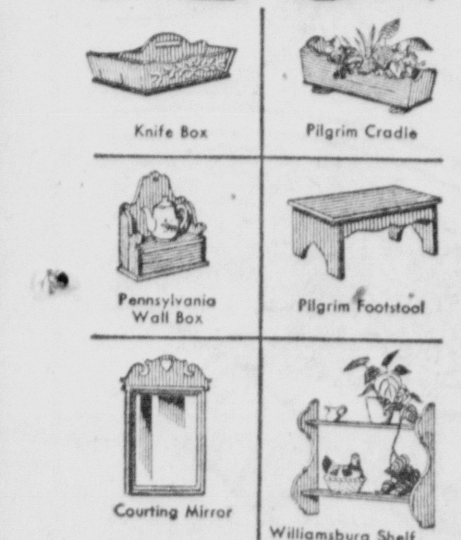 Knife Box
Pilgrim Cradle
Pennsylvania
Wall Box
Pilgrim Footstool
Courting Mirror
Williamsburg Shelf